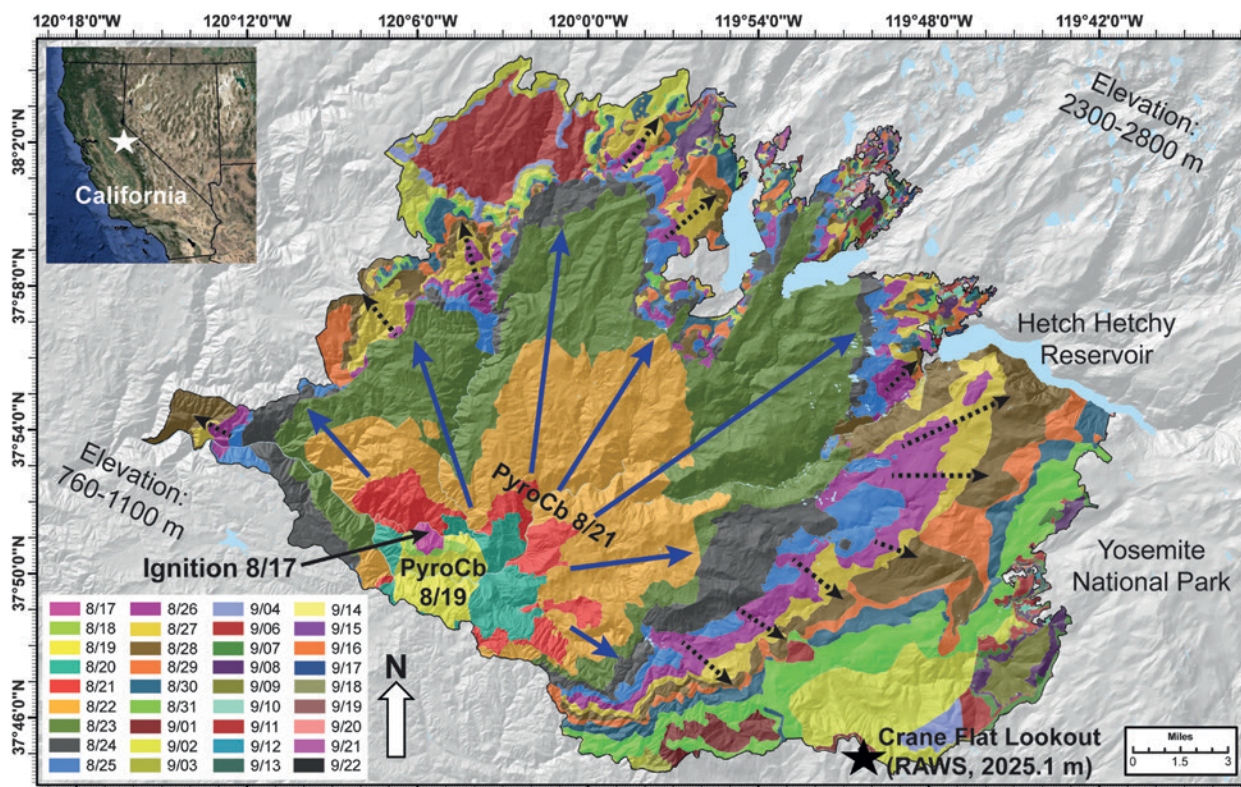 120°18'0"W
120°12'0"W
120°6'0"W
120°0'0"W
119°54'0"W
119°48'0"W
119°42'0"W
38°2'0"N
37°58'0"N
37°54'0"N
37°50'0"N
37°46'0"N
California
Elevation:
2300-2800 m
Hetch Hetchy
Reservoir
Elevation:
760-1100 m
PyroCb 8/21
Ignition 8/17
PyroCb
8/19
Yosemite
National Park
8/17 8/26 9/04 9/14
8/18 8/27 9/06 9/15
8/19 8/28 9/07 9/16
8/20 8/29 9/08 9/17
8/21 8/30 9/09 9/18
8/22 8/31 9/10 9/19
8/23 9/01 9/11 9/20
8/24 9/02 9/12 9/21
8/25 9/03 9/13 9/22
N
Crane Flat Lookout
(RAWS, 2025.1 m)
Miles
0 1.5 3